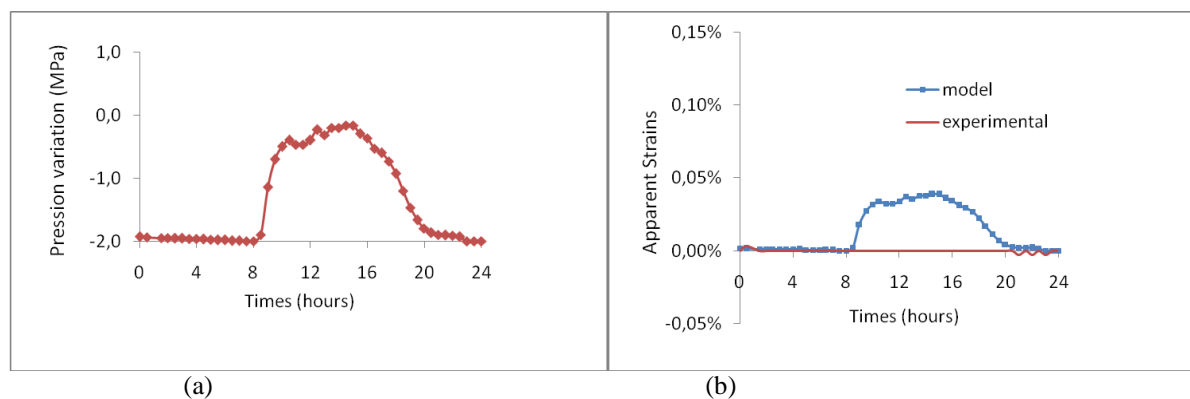 Pression variation (MPa)
1,0
0,0
-1,0
-2,0
0 4 8 12 16 20 24
Times (hours)
(a)
Apparent Strains
0,15%
0,10%
0,05%
0,00%
-0,05%
model
experimental
0 4 8 12 16 20 24
Times (hours)
(b)